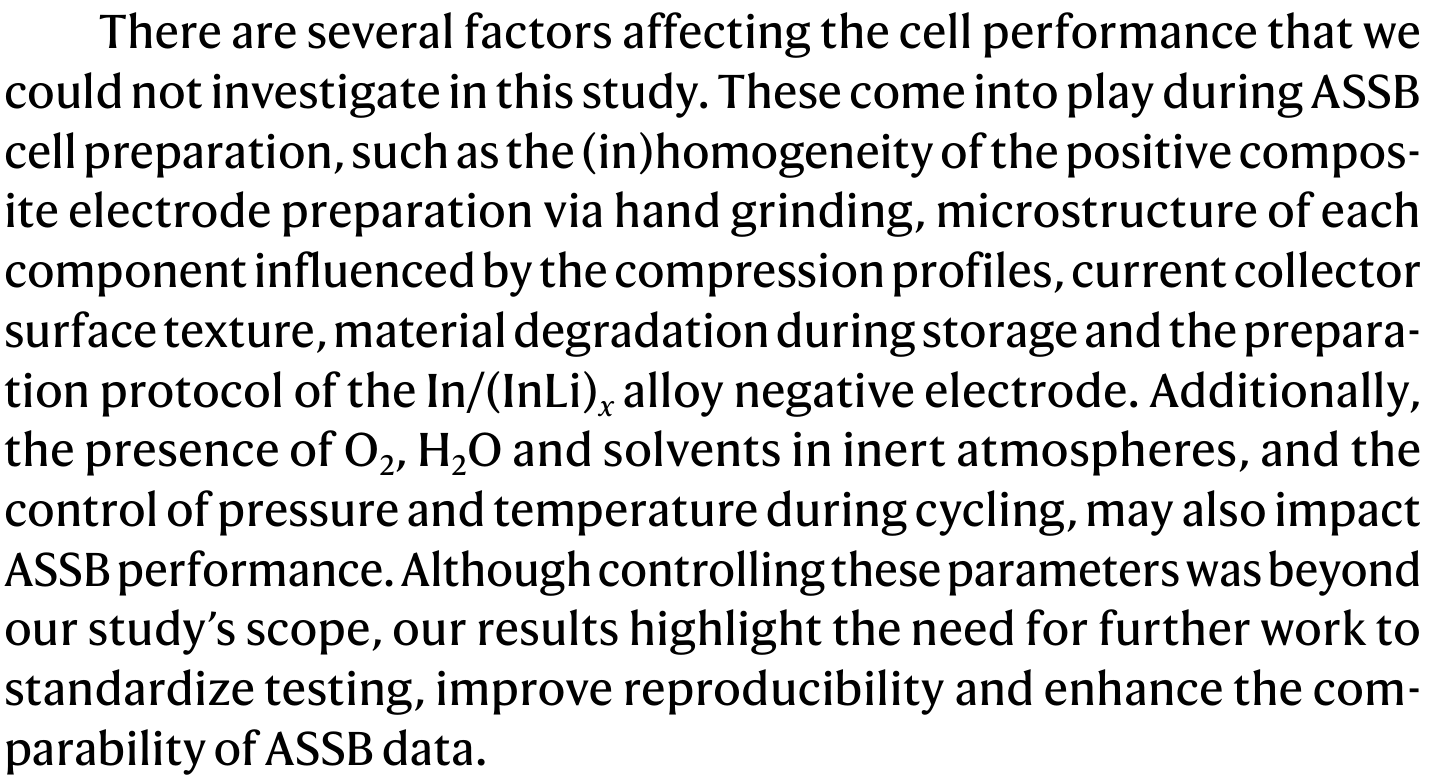 There are several factors affecting the cell performance that we
could not investigate in this study. These come into play during ASSB
cell preparation, such as the (in)homogeneity of the positive compos-
ite electrode preparation via hand grinding, microstructure of each
component influenced by the compression profiles, current collector
surface texture, material degradation during storage and the prepara-
tion protocol of the In/(InLi)ₓ alloy negative electrode. Additionally,
the presence of O₂, H₂O and solvents in inert atmospheres, and the
control of pressure and temperature during cycling, may also impact
ASSB performance. Although controlling these parameters was beyond
our study’s scope, our results highlight the need for further work to
standardize testing, improve reproducibility and enhance the com-
parability of ASSB data.